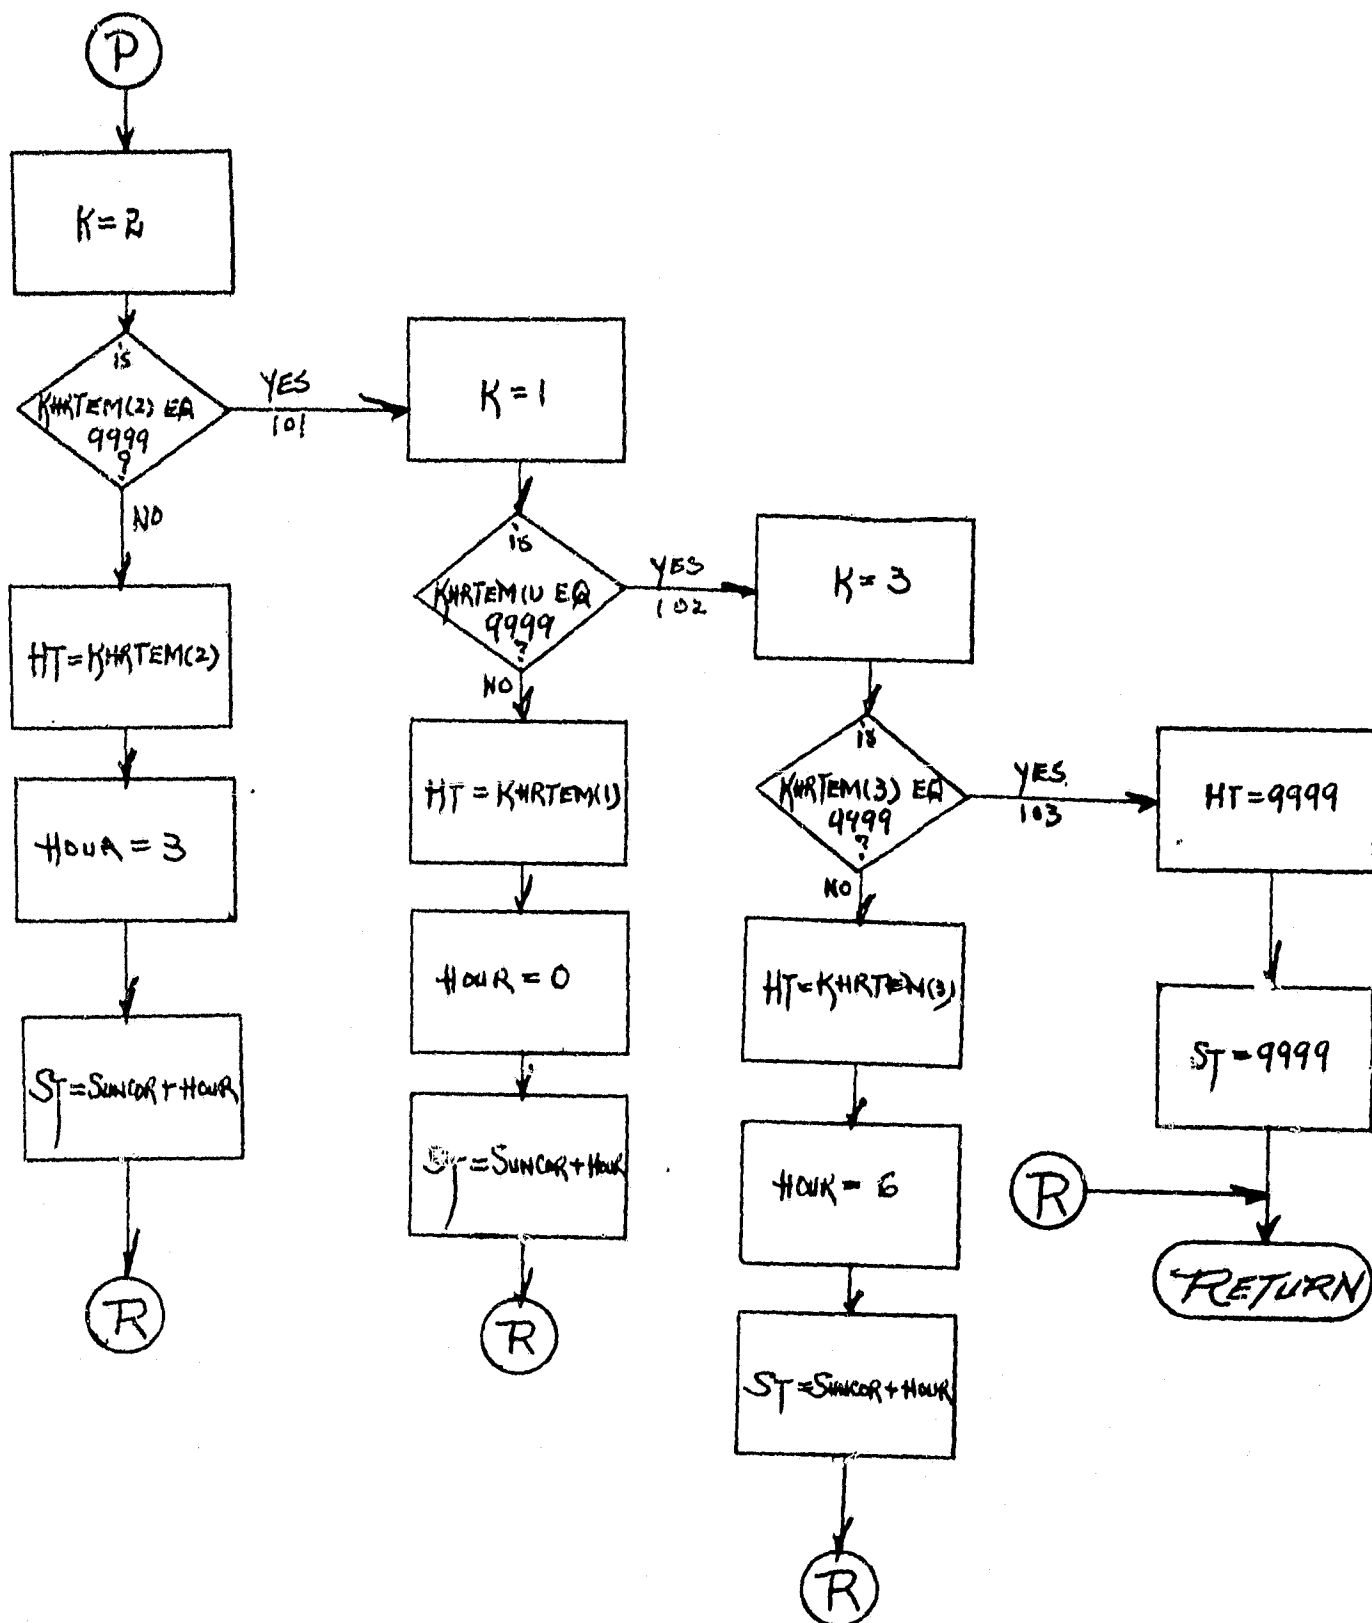 P
K = 2
is
KHRTEM(2) EQ
9999
?
YES
101
NO
HT = KHRTEM(2)
HOUR = 3
ST = SUNCOR + HOUR
R
K = 1
is
KHRTEM(1) EQ
9999
?
YES
102
NO
HT = KHRTEM(1)
HOUR = 0
ST = SUNCOR + HOUR
R
K = 3
is
KHRTEM(3) EQ
9999
?
YES
103
NO
HT = KHRTEM(3)
HOUR = 6
ST = SUNCOR + HOUR
R
HT = 9999
ST = 9999
R
RETURN